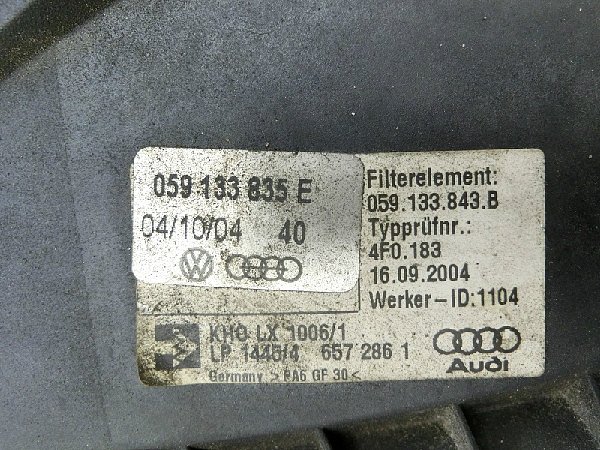 059 133 835 E
04/10/04 40
Filterelement:
059.133.843.B
Typprüfnr.:
4F0.183
16.09.2004
Werker-ID:1104
KHO LX 1006/1
LP 1445/4 657 286 1
Germany >PA6 GF 30<
Audi